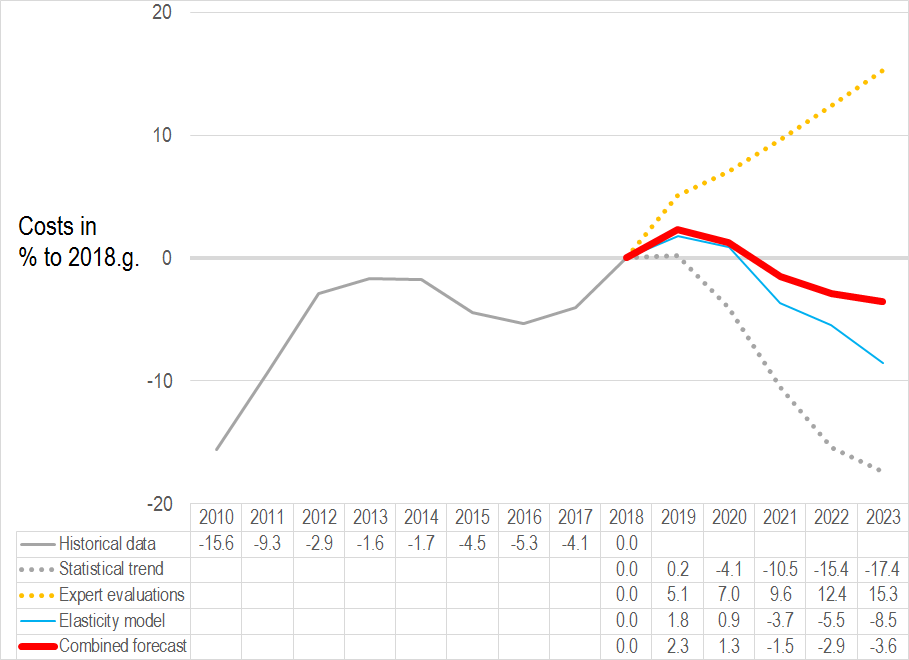 20
10
Costs in
% to 2018.g.
0
-10
-20
2010 2011 2012 2013 2014 2015 2016 2017 2018 2019 2020 2021 2022 2023
Historical data -15.6 -9.3 -2.9 -1.6 -1.7 -4.5 -5.3 -4.1 0.0
Statistical trend 0.0 0.2 -4.1 -10.5 -15.4 -17.4
Expert evaluations 0.0 5.1 7.0 9.6 12.4 15.3
Elasticity model 0.0 1.8 0.9 -3.7 -5.5 -8.5
Combined forecast 0.0 2.3 1.3 -1.5 -2.9 -3.6